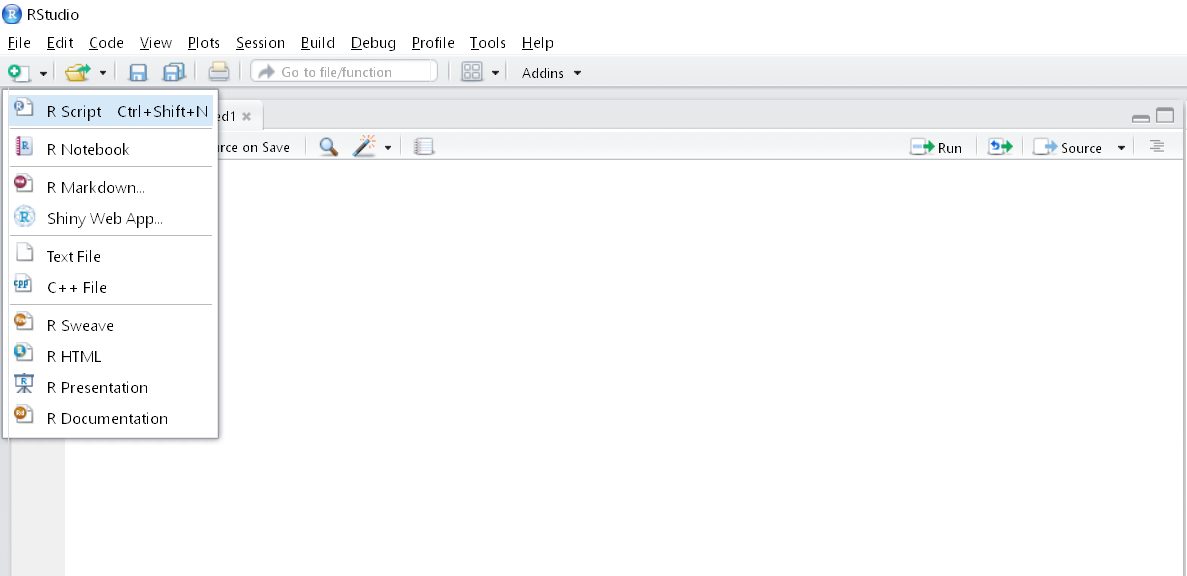 RStudio
File Edit Code View Plots Session Build Debug Profile Tools Help
Go to file/function Addins
R Script Ctrl+Shift+N
ed1
R Notebook
rce on Save Run Source
R Markdown...
Shiny Web App...
Text File
C++ File
R Sweave
R HTML
R Presentation
R Documentation